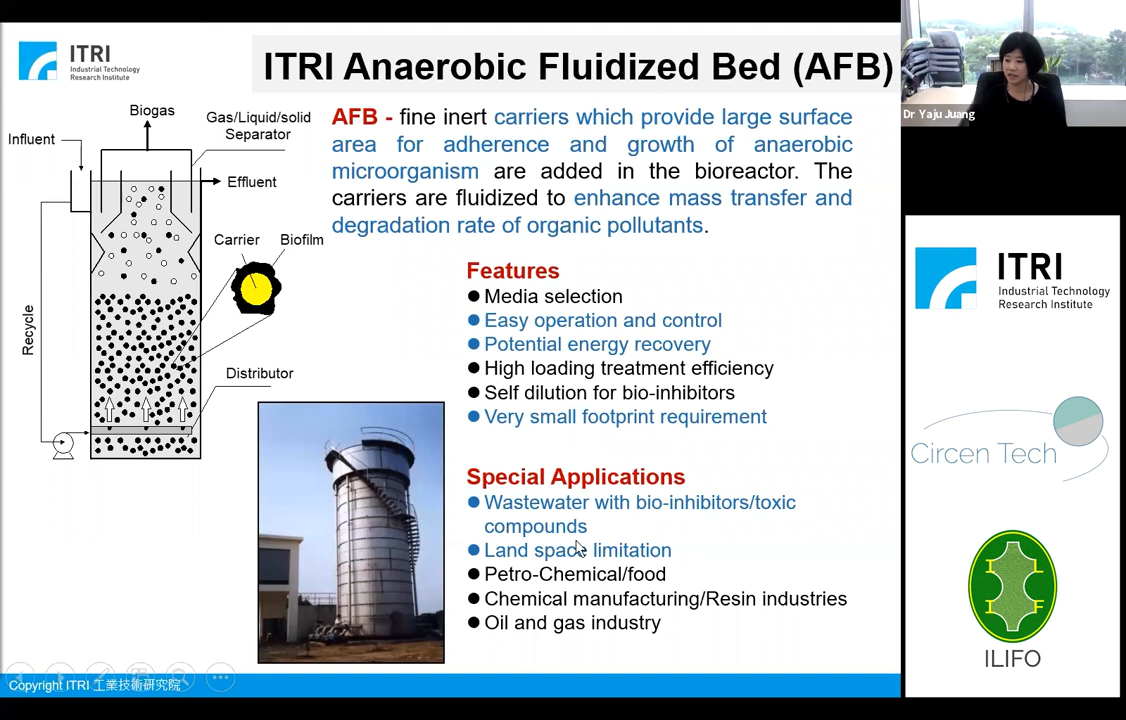 ITRI
Industrial Technology
Research Institute
ITRI Anaerobic Fluidized Bed (AFB)
Dr Yaju Juang
Biogas
Gas/Liquid/solid
Separator
Influent
Effluent
Carrier
Biofilm
Recycle
Distributor
AFB - fine inert carriers which provide large surface
area for adherence and growth of anaerobic
microorganism are added in the bioreactor. The
carriers are fluidized to enhance mass transfer and
degradation rate of organic pollutants.
Features
● Media selection
● Easy operation and control
● Potential energy recovery
● High loading treatment efficiency
● Self dilution for bio-inhibitors
● Very small footprint requirement
Special Applications
● Wastewater with bio-inhibitors/toxic
compounds
● Land space limitation
● Petro-Chemical/food
● Chemical manufacturing/Resin industries
● Oil and gas industry
Copyright ITRI 工業技術研究院
ITRI
Industrial Technology
Research Institute
Circen Tech
ILIFO